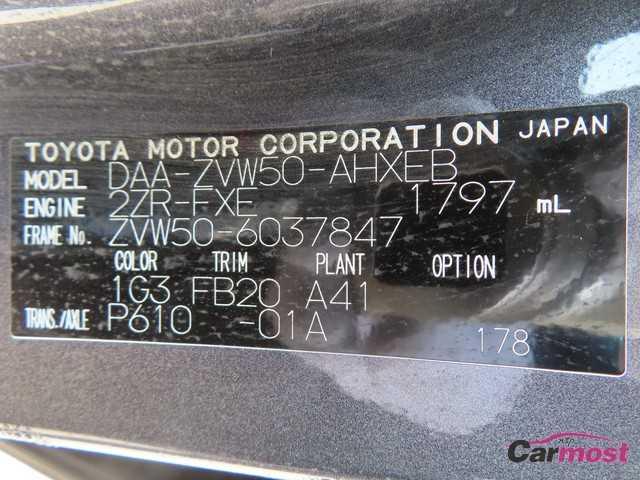 TOYOTA MOTOR CORPORATION JAPAN
MODEL DAA-ZVW50-AHXEB
ENGINE 2ZR-FXE 1797 mL
FRAME No. ZVW50-6037847
COLOR TRIM PLANT OPTION
1G3 FB20 A41
TRANS./AXLE P610 -01A
178
Carmost